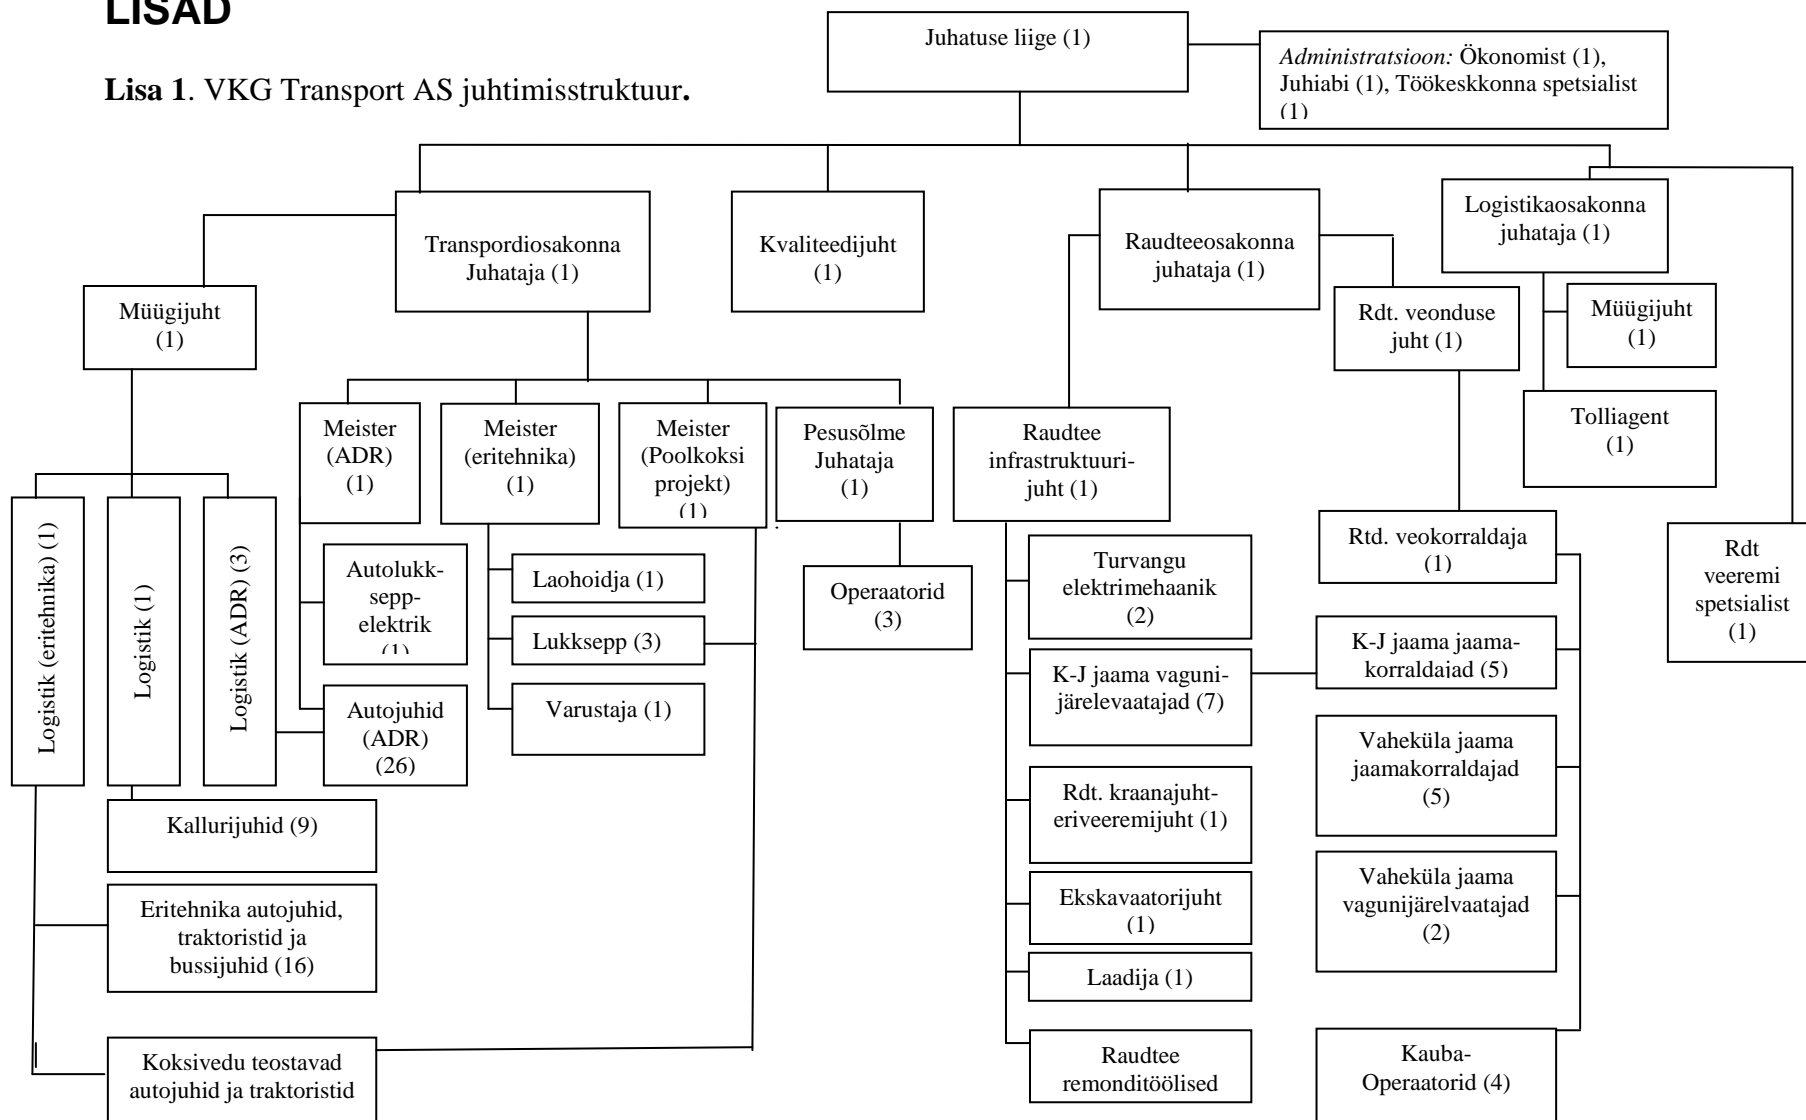 LISAD
Lisa 1. VKG Transport AS juhtimisstruktuur.
Juhatuse liige (1)
Administratsioon: Ökonomist (1),
Juhiabi (1), Töökeskkonna spetsialist
(1)
Transpordiosakonna
Juhataja (1)
Kvaliteedijuht
(1)
Raudteeosakonna
juhataja (1)
Logistikaosakonna
juhataja (1)
Müügijuht
(1)
Rdt. veonduse
juht (1)
Müügijuht
(1)
Tolliagent
(1)
Meister
(ADR)
(1)
Meister
(eritehnika)
(1)
Meister
(Poolkoksi
projekt)
(1)
Pesusõlme
Juhataja
(1)
Raudtee
infrastruktuuri-
juht (1)
Logistik (eritehnika) (1)
Logistik (1)
Logistik (ADR) (3)
Autolukk-
sepp-
elektrik
(1)
Autojuhid
(ADR)
(26)
Laohoidja (1)
Lukksepp (3)
Varustaja (1)
Operaatorid
(3)
Turvangu
elektrimehaanik
(2)
K-J jaama vaguni-
järelevaatajad (7)
Rdt. kraanajuht-
eriveeremijuht (1)
Ekskavaatorijuht
(1)
Laadija (1)
Raudtee
remonditöölised
Rtd. veokorraldaja
(1)
K-J jaama jaama-
korraldajad (5)
Vaheküla jaama
jaamakorraldajad
(5)
Vaheküla jaama
vagunijärelvaatajad
(2)
Kauba-
Operaatorid (4)
Rdt
veeremi
spetsialist
(1)
Kallurijuhid (9)
Eritehnika autojuhid,
traktoristid ja
bussijuhid (16)
Koksivedu teostavad
autojuhid ja traktoristid